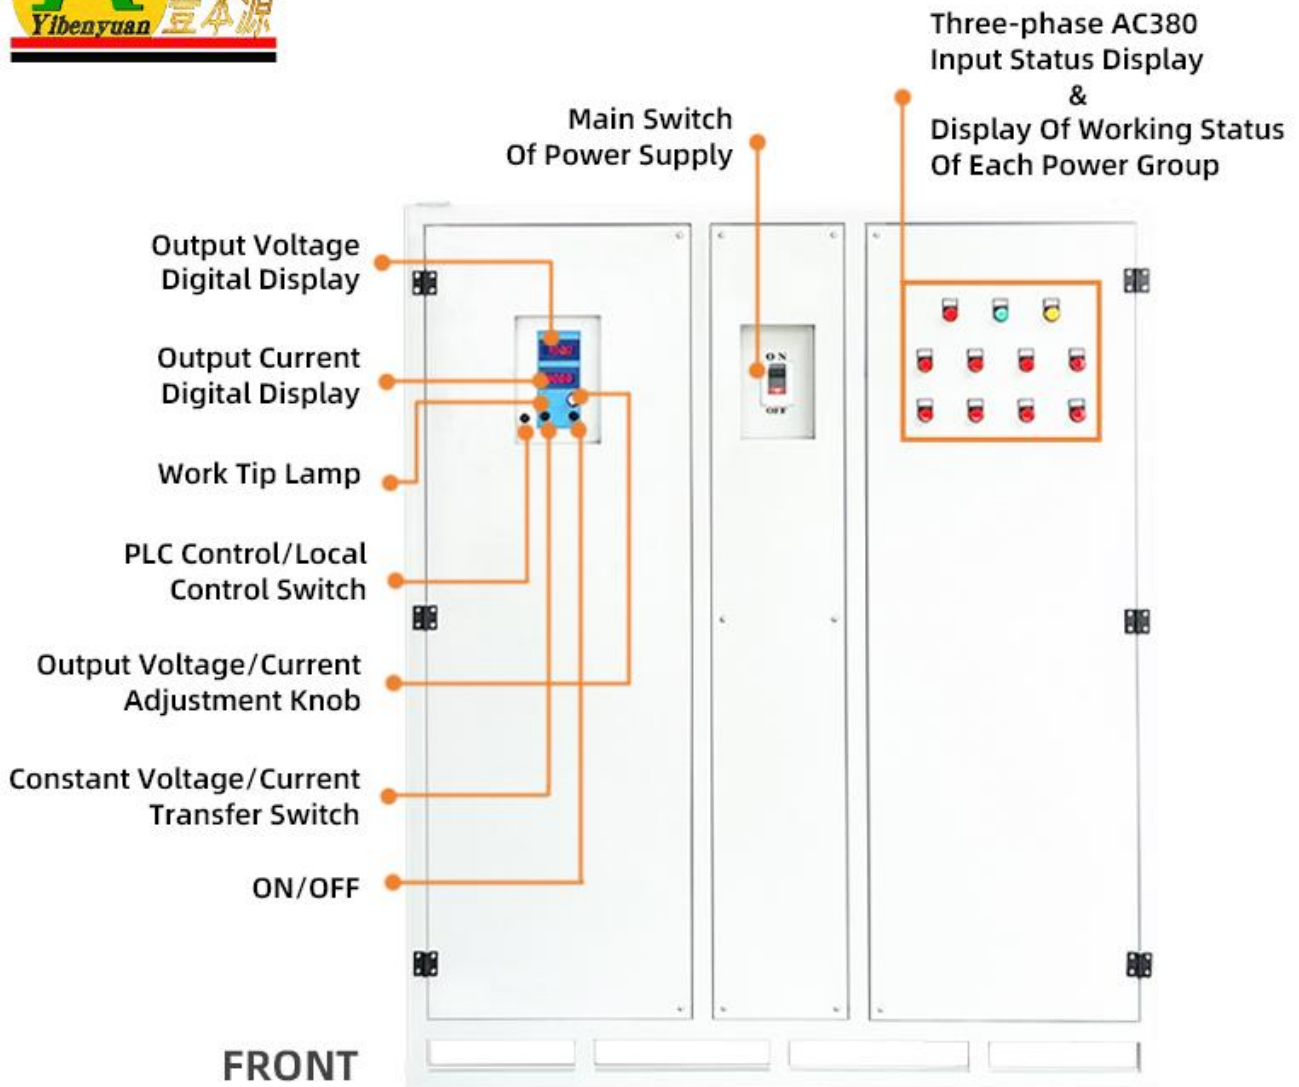 Yibenyuan 壹本源
Three-phase AC380
Input Status Display
&
Display Of Working Status
Of Each Power Group
Main Switch
Of Power Supply
Output Voltage
Digital Display
Output Current
Digital Display
Work Tip Lamp
PLC Control/Local
Control Switch
Output Voltage/Current
Adjustment Knob
Constant Voltage/Current
Transfer Switch
ON/OFF
ON
OFF
FRONT